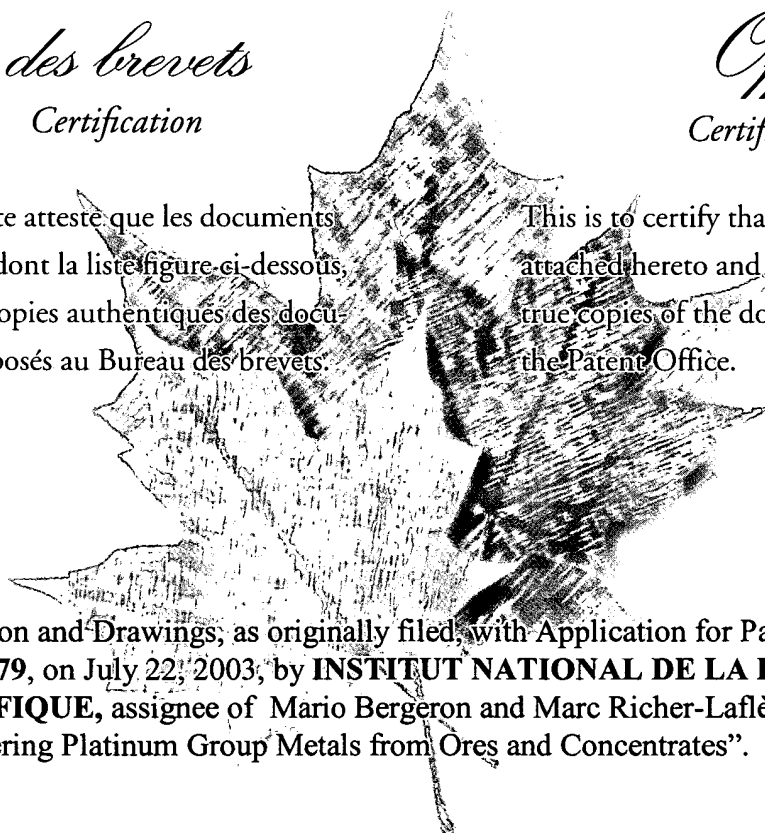 des brevets
Certification
te atteste que les documents
dont la liste figure ci-dessous,
opies authentiques des docu-
posés au Bureau des brevets.
Certif
This is to certify tha
attached hereto and
true copies of the do
the Patent Office.
on and Drawings, as originally filed, with Application for Pa
79, on July 22, 2003, by INSTITUT NATIONAL DE LA
FIQUE, assignee of Mario Bergeron and Marc Richer-Laflè
ering Platinum Group Metals from Ores and Concentrates”.